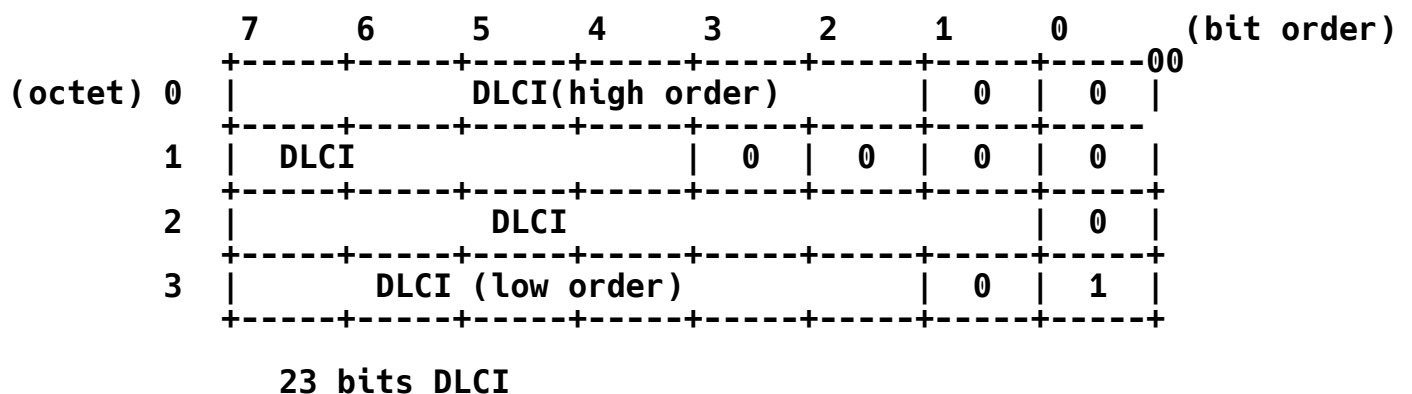 7     6     5     4     3     2     1     0      (bit order)
           +-----+-----+-----+-----+-----+-----+-----+-----00
(octet) 0  |            DLCI(high order)       |  0  |  0  |
           +-----+-----+-----+-----+-----+-----+-----+-----
        1  |  DLCI                 |  0  |  0  |  0  |  0  |
           +-----+-----+-----+-----+-----+-----+-----+-----+
        2  |             DLCI                        |  0  |
           +-----+-----+-----+-----+-----+-----+-----+-----+
        3  |       DLCI (low order)            |  0  |  1  |
           +-----+-----+-----+-----+-----+-----+-----+-----+
              23 bits DLCI